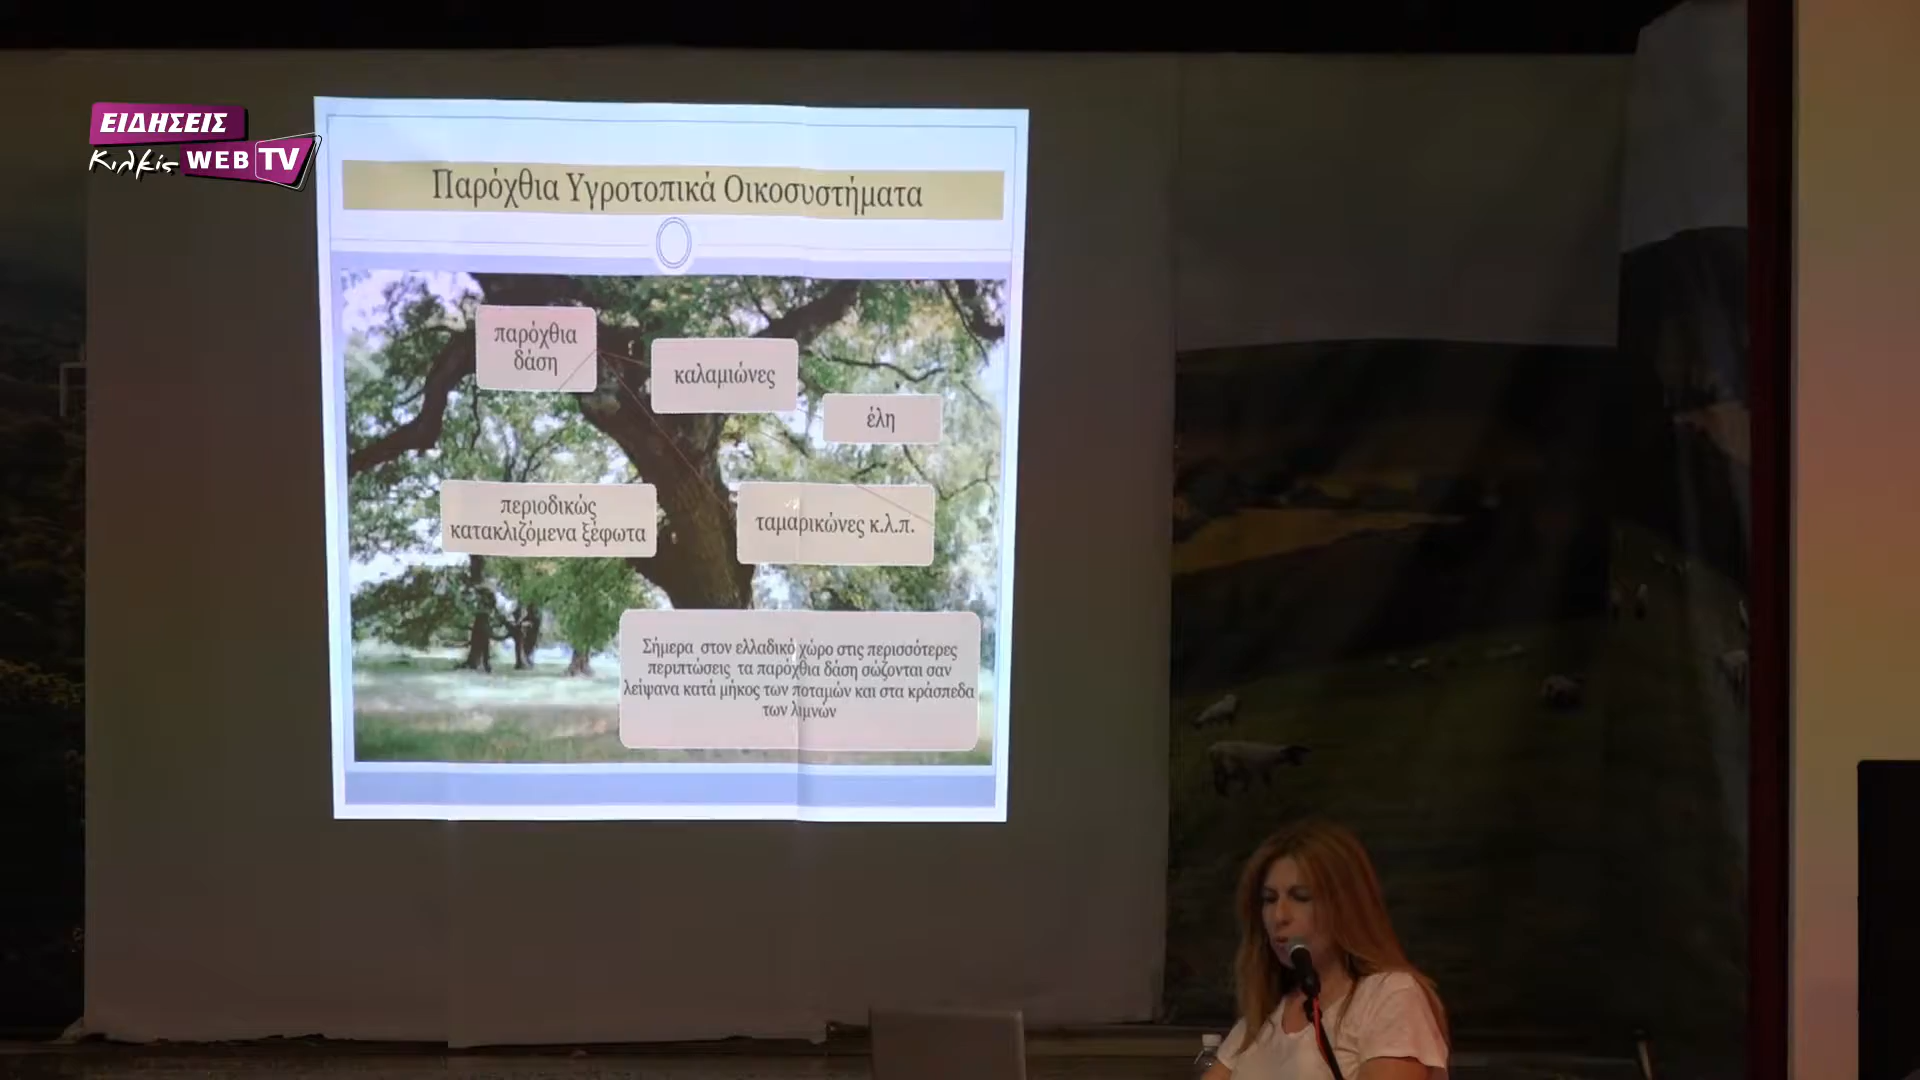 ΕΙΔΗΣΕΙΣ
Κιλκίς WEB TV
Παρόχθια Υγροτοπικά Οικοσυστήματα
παρόχθια
δάση
καλαμιώνες
έλη
περιοδικώς
κατακλιζόμενα ξέφωτα
ταμαρικώνες κ.λ.π.
Σήμερα στον ελλαδικό χώρο στις περισσότερες
περιπτώσεις τα παρόχθια δάση σώζονται σαν
λείψανα κατά μήκος των ποταμών και στα κράσπεδα
των λιμνών